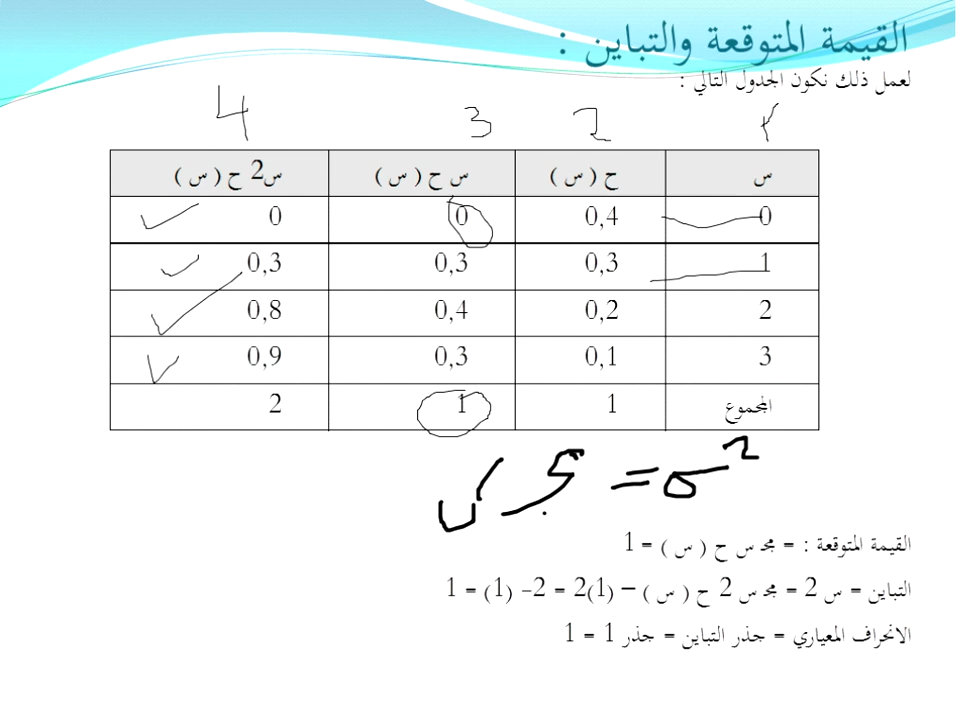 القيمة المتوقعة والتباين :
لعمل ذلك نكون الجدول التالي :
1 2 3 4
س ح ( س ) س ح ( س ) س2 ح ( س )
0 0,4 0 0
1 0,3 0,3 0,3
2 0,2 0,4 0,8
3 0,1 0,3 0,9
المجموع 1 1 2
σ2 =
القيمة المتوقعة : = مج س ح ( س ) = 1
التباين = س 2 = مج س 2 ح ( س ) – (1)2 = 2- (1) = 1
الانحراف المعياري = جذر التباين = جذر 1 = 1